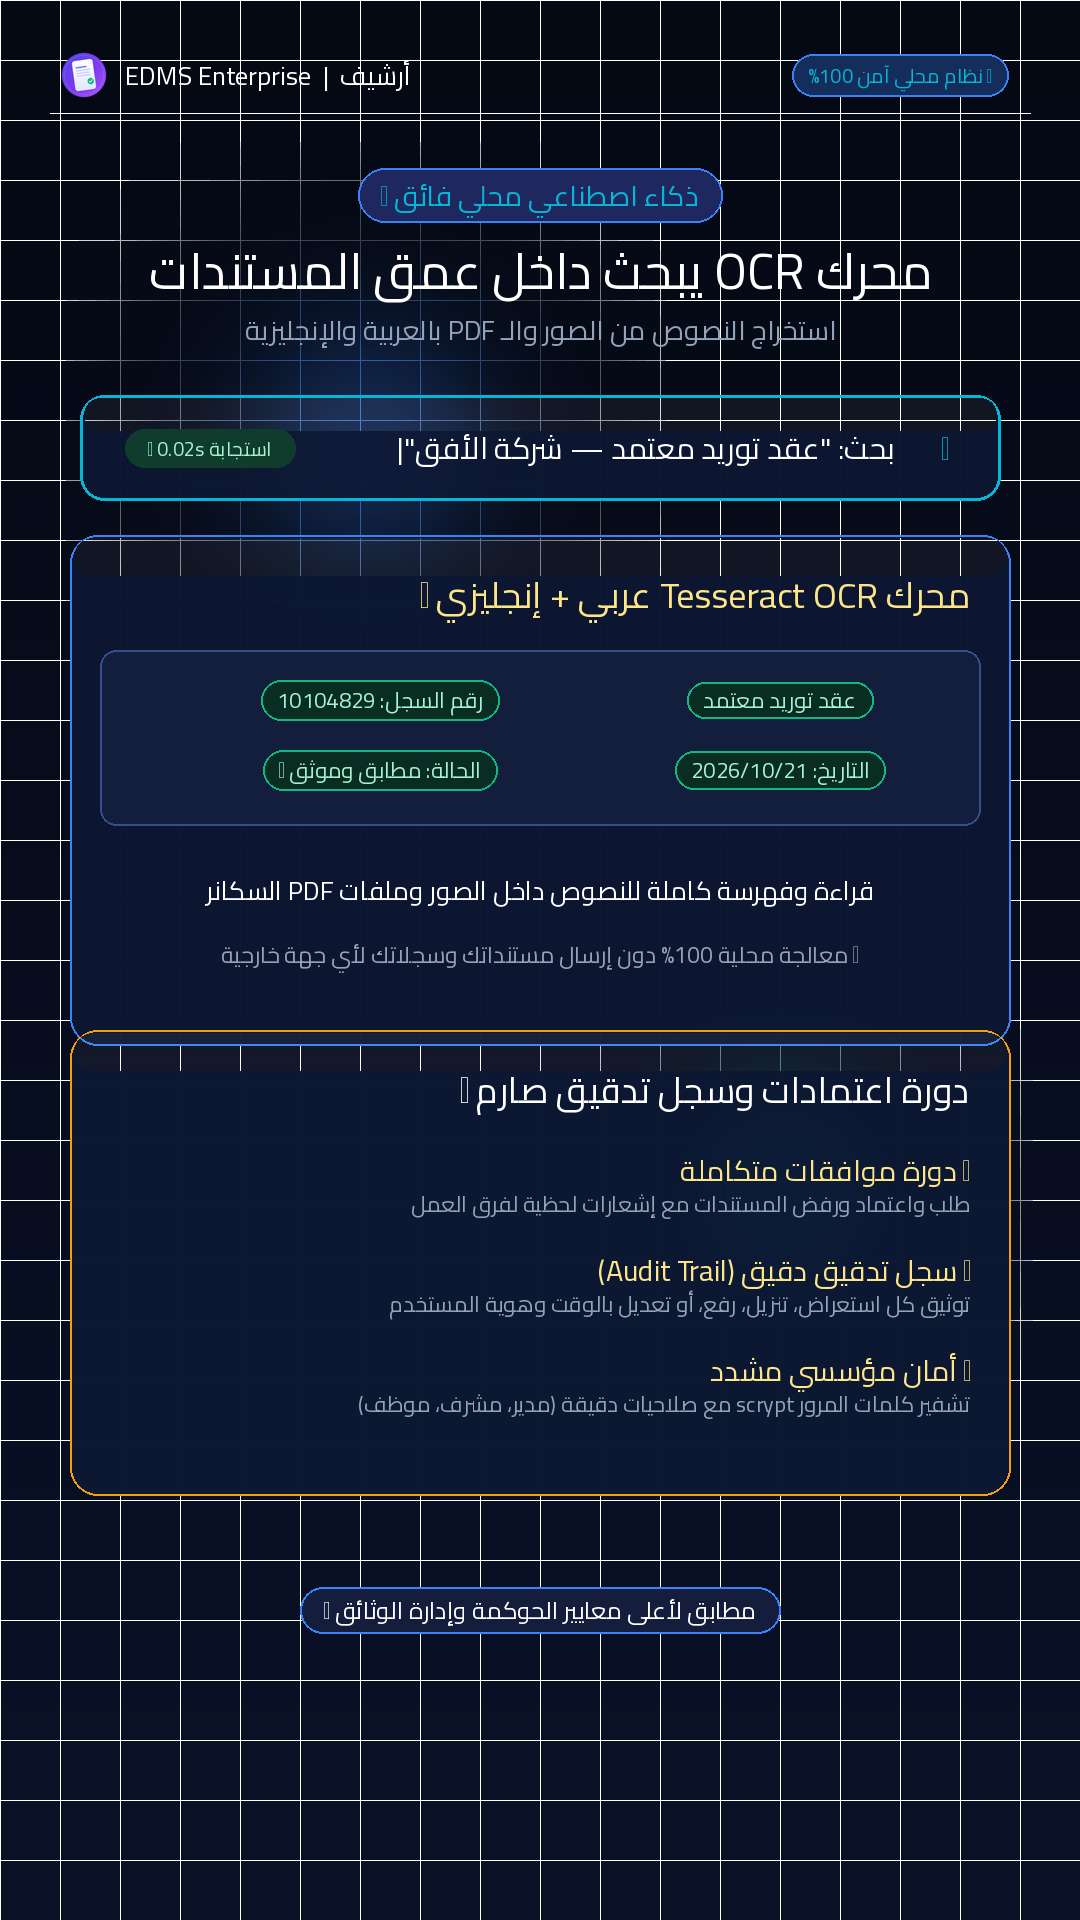 أرشيف | EDMS Enterprise
نظام محلي آمن 100%
ذكاء اصطناعي محلي فائق
محرك OCR يبحث داخل عمق المستندات
استخراج النصوص من الصور والـ PDF بالعربية والإنجليزية
بحث: "عقد توريد معتمد — شركة الأفق"|
استجابة 0.02s
محرك Tesseract OCR عربي + إنجليزي
عقد توريد معتمد
رقم السجل: 10104829
التاريخ: 2026/10/21
الحالة: مطابق وموثق
قراءة وفهرسة كاملة للنصوص داخل الصور وملفات PDF السكانر
معالجة محلية 100% دون إرسال مستنداتك وسجلاتك لأي جهة خارجية
دورة اعتمادات وسجل تدقيق صارم
دورة موافقات متكاملة
طلب واعتماد ورفض المستندات مع إشعارات لحظية لفرق العمل
سجل تدقيق دقيق (Audit Trail)
توثيق كل استعراض، تنزيل، رفع، أو تعديل بالوقت وهوية المستخدم
أمان مؤسسي مشدد
تشفير كلمات المرور scrypt مع صلاحيات دقيقة (مدير، مشرف، موظف)
مطابق لأعلى معايير الحوكمة وإدارة الوثائق